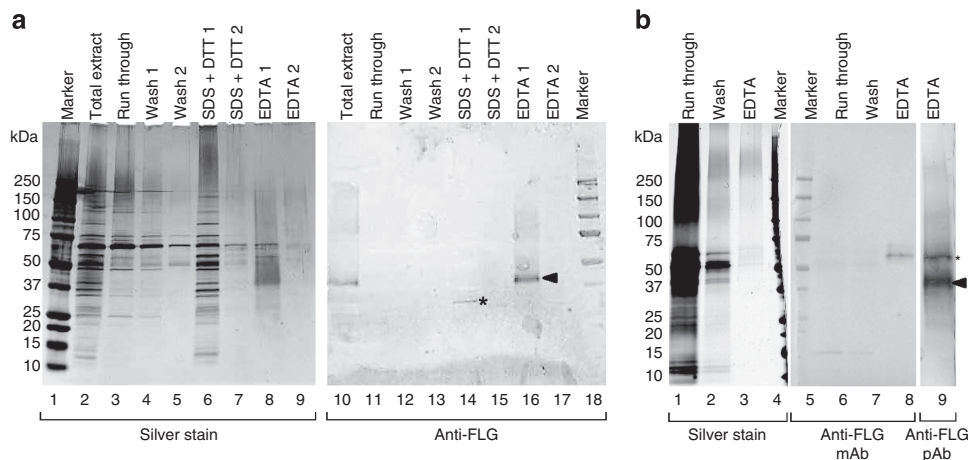 a
Marker
Total extract
Run through
Wash 1
Wash 2
SDS + DTT 1
SDS + DTT 2
EDTA 1
EDTA 2
Total extract
Run through
Wash 1
Wash 2
SDS + DTT 1
SDS + DTT 2
EDTA 1
EDTA 2
Marker
kDa
250
150
100
75
50
37
25
20
15
10
*
1 2 3 4 5 6 7 8 9 10 11 12 13 14 15 16 17 18
Silver stain Anti-FLG
b
Run through
Wash
EDTA
Marker
Marker
Run through
Wash
EDTA
EDTA
kDa
250
150
100
75
50
37
25
20
15
10
*
1 2 3 4 5 6 7 8 9
Silver stain Anti-FLG Anti-FLG
mAb pAb